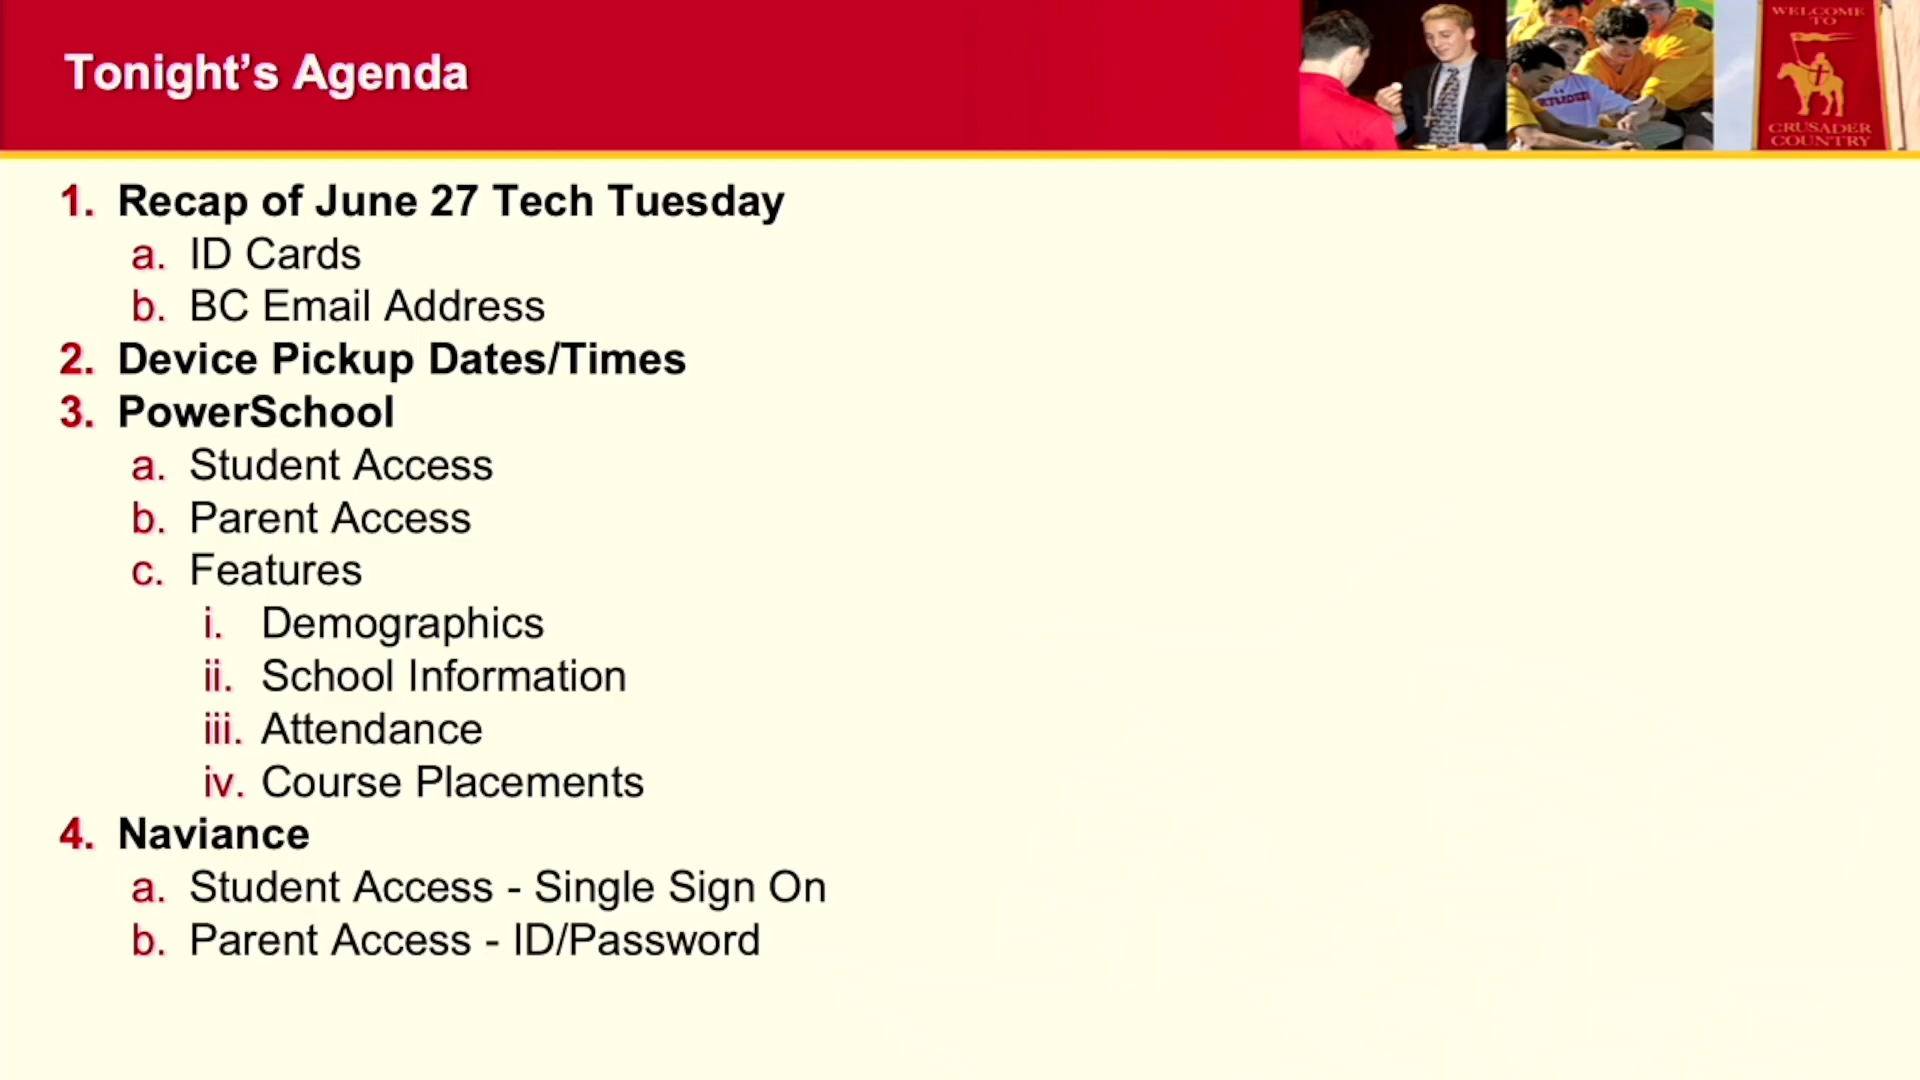 Tonight’s Agenda
WELCOME
TO
CRUSADER
COUNTRY
1. Recap of June 27 Tech Tuesday
a. ID Cards
b. BC Email Address
2. Device Pickup Dates/Times
3. PowerSchool
a. Student Access
b. Parent Access
c. Features
i. Demographics
ii. School Information
iii. Attendance
iv. Course Placements
4. Naviance
a. Student Access - Single Sign On
b. Parent Access - ID/Password